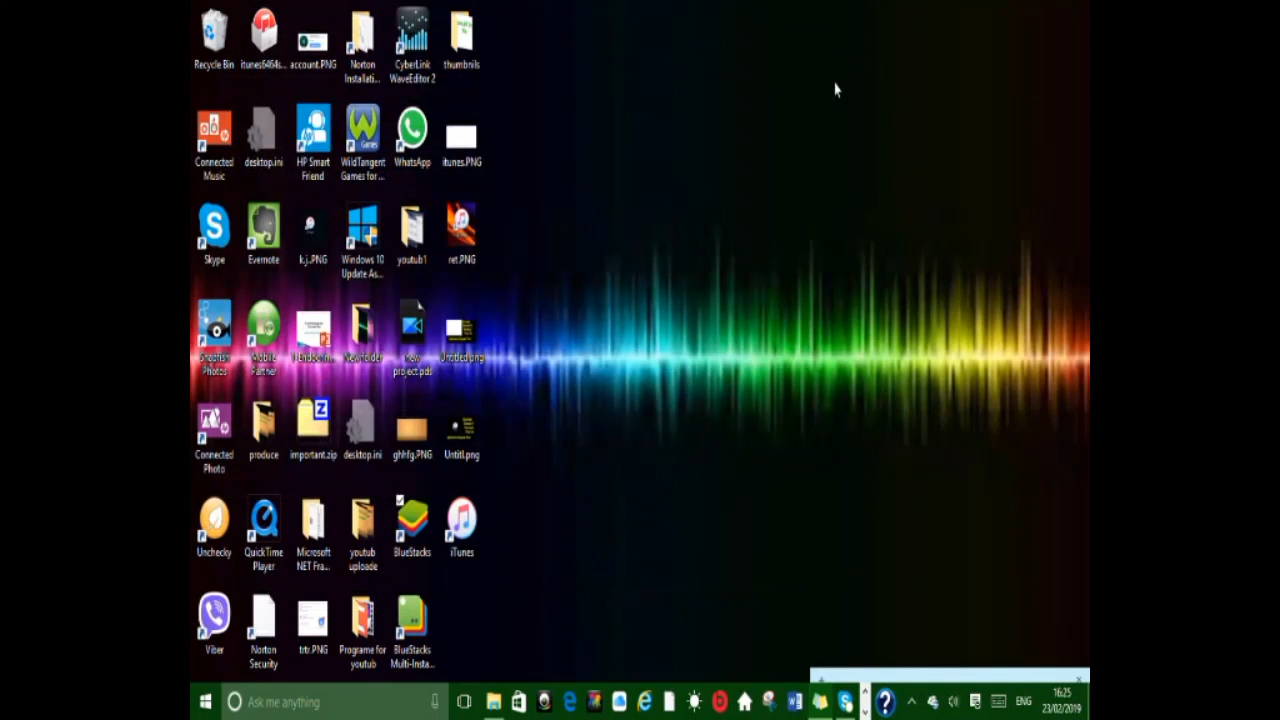 Recycle Bin
itunes6464s...
account.PNG
Norton
Installati...
CyberLink
WaveEditor 2
thumbnils
Connected
Music
desktop.ini
HP Smart
Friend
Games
WildTangent
Games for ...
WhatsApp
itunes.PNG
Skype
Evernote
k.j.PNG
Windows 10
Update As...
youtub1
ret.PNG
Snapfish
Photos
Mobile
Partner
New folder
new
project.pds
Untitled.png
Connected
Photo
produce
important.zip
desktop.ini
ghhfg.PNG
Untitl.png
Unchecky
QuickTime
Player
Microsoft
NET Fra...
youtub
uploade
BlueStacks
iTunes
Viber
Norton
Security
trtr.PNG
Programe for
youtub
BlueStacks
Multi-Insta...
Ask me anything
ENG
16:25
23/02/2019